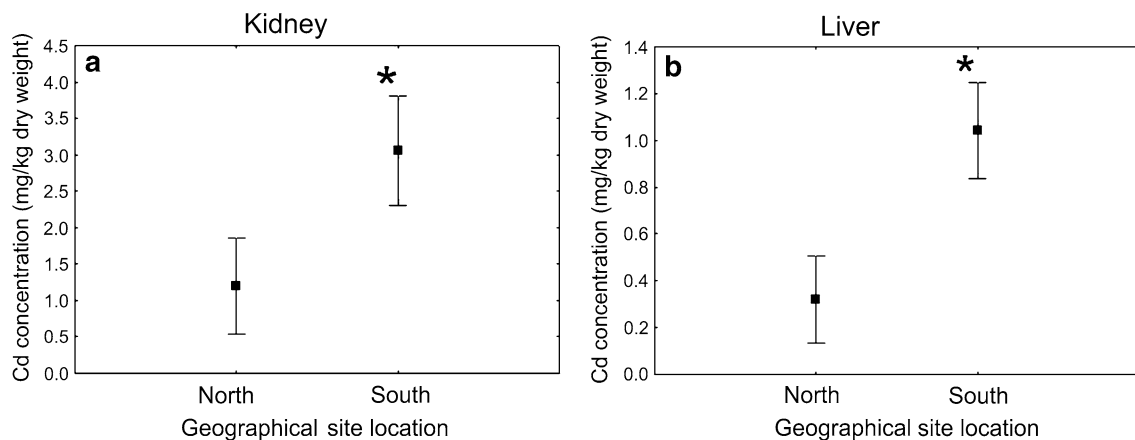 Kidney
a
*
Cd concentration (mg/kg dry weight)
4.5
4.0
3.5
3.0
2.5
2.0
1.5
1.0
0.5
0.0
North South
Geographical site location
Liver
b
*
Cd concentration (mg/kg dry weight)
1.4
1.2
1.0
0.8
0.6
0.4
0.2
0.0
North South
Geographical site location